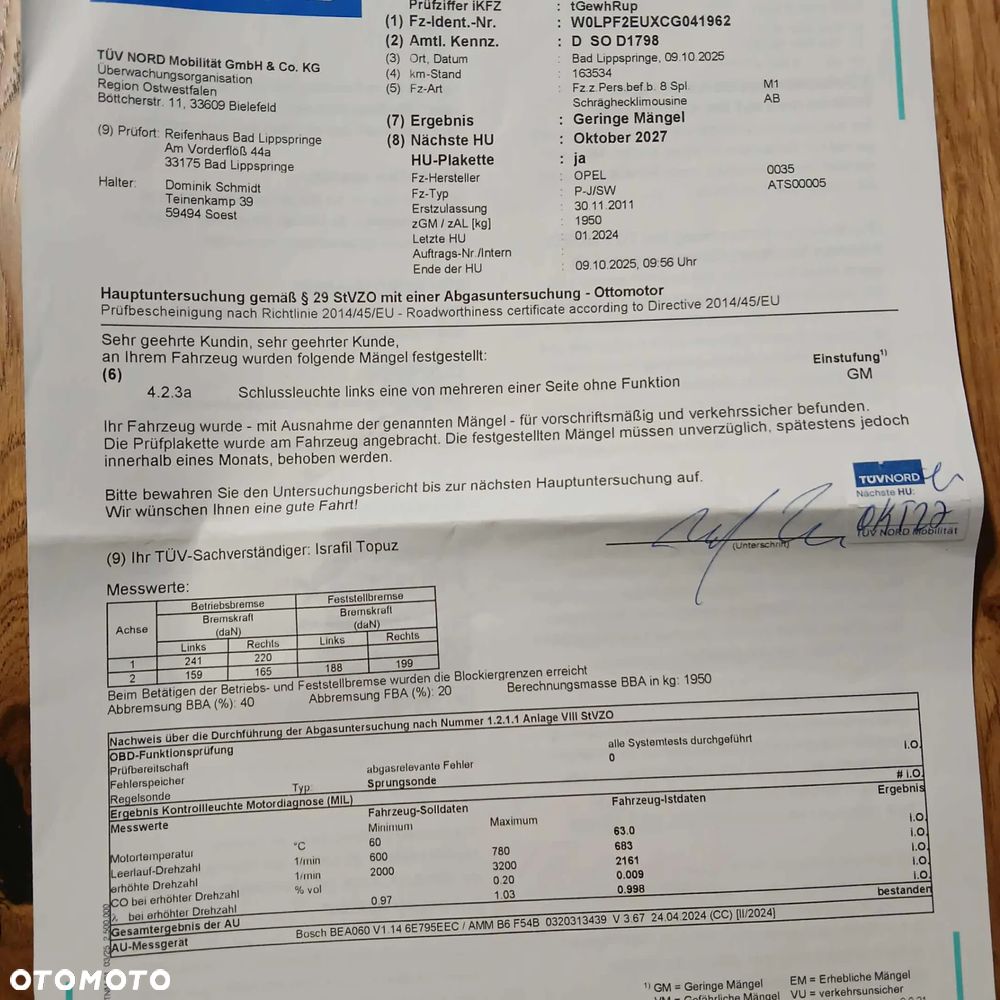 Prüfziffer iKFZ : tGewhRup
(1) Fz-Ident.-Nr. : W0LPF2EUXCG041962
(2) Amtl. Kennz. : D SO D1798
(3) Ort, Datum : Bad Lippspringe, 09.10.2025
(4) km-Stand : 163534
(5) Fz-Art : Fz.z.Pers.bef.b. 8 Spl. M1
Schräghecklimousine AB
(7) Ergebnis : Geringe Mängel
(8) Nächste HU : Oktober 2027
HU-Plakette : ja
Fz-Hersteller : OPEL 0035
Fz-Typ : P-J/SW ATS00005
Erstzulassung : 30.11.2011
zGM / zAL [kg] : 1950
Letzte HU : 01.2024
Auftrags-Nr./Intern :
Ende der HU : 09.10.2025, 09:56 Uhr
TÜV NORD Mobilität GmbH & Co. KG
Überwachungsorganisation
Region Ostwestfalen
Böttcherstr. 11, 33609 Bielefeld
(9) Prüfort: Reifenhaus Bad Lippspringe
Am Vorderflöß 44a
33175 Bad Lippspringe
Halter: Dominik Schmidt
Teinenkamp 39
59494 Soest
Hauptuntersuchung gemäß § 29 StVZO mit einer Abgasuntersuchung - Ottomotor
Prüfbescheinigung nach Richtlinie 2014/45/EU - Roadworthiness certificate according to Directive 2014/45/EU
Sehr geehrte Kundin, sehr geehrter Kunde,
an Ihrem Fahrzeug wurden folgende Mängel festgestellt: Einstufung1)
(6)
4.2.3a Schlussleuchte links eine von mehreren einer Seite ohne Funktion GM
Ihr Fahrzeug wurde - mit Ausnahme der genannten Mängel - für vorschriftsmäßig und verkehrssicher befunden.
Die Prüfplakette wurde am Fahrzeug angebracht. Die festgestellten Mängel müssen unverzüglich, spätestens jedoch
innerhalb eines Monats, behoben werden.
Bitte bewahren Sie den Untersuchungsbericht bis zur nächsten Hauptuntersuchung auf.
Wir wünschen Ihnen eine gute Fahrt!
TÜVNORD
Nächste HU:
OKT27
TÜV NORD Mobilität
(9) Ihr TÜV-Sachverständiger: Israfil Topuz
(Unterschrift)
Messwerte:
Achse Betriebsbremse Feststellbremse
Bremskraft Bremskraft
(daN) (daN)
Links Rechts Links Rechts
1 241 220
2 159 165 188 199
Beim Betätigen der Betriebs- und Feststellbremse wurden die Blockiergrenzen erreicht
Abbremsung BBA (%): 40 Abbremsung FBA (%): 20 Berechnungsmasse BBA in kg: 1950
Nachweis über die Durchführung der Abgasuntersuchung nach Nummer 1.2.1.1 Anlage VIII StVZO
OBD-Funktionsprüfung
Prüfbereitschaft alle Systemtests durchgeführt i.O.
Fehlerspeicher abgasrelevante Fehler 0
Regelsonde Typ: Sprungsonde # i.O.
Ergebnis Kontrollleuchte Motordiagnose (MIL) Ergebnis
Messwerte Fahrzeug-Solldaten Fahrzeug-Istdaten
Minimum Maximum
Motortemperatur °C 60 63.0 i.O.
Leerlauf-Drehzahl 1/min 600 780 683 i.O.
erhöhte Drehzahl 1/min 2000 3200 2161 i.O.
CO bei erhöhter Drehzahl % vol 0.20 0.009 i.O.
λ bei erhöhter Drehzahl 0.97 1.03 0.998 i.O.
Gesamtergebnis der AU bestanden
AU-Messgerät Bosch BEA060 V1.14 6E795EEC / AMM B6 F54B 0320313439 V 3.67 24.04.2024 (CC) [II/2024]
1) GM = Geringe Mängel EM = Erhebliche Mängel
VM = Gefährliche Mängel VU = verkehrsunsicher
OTOMOTO